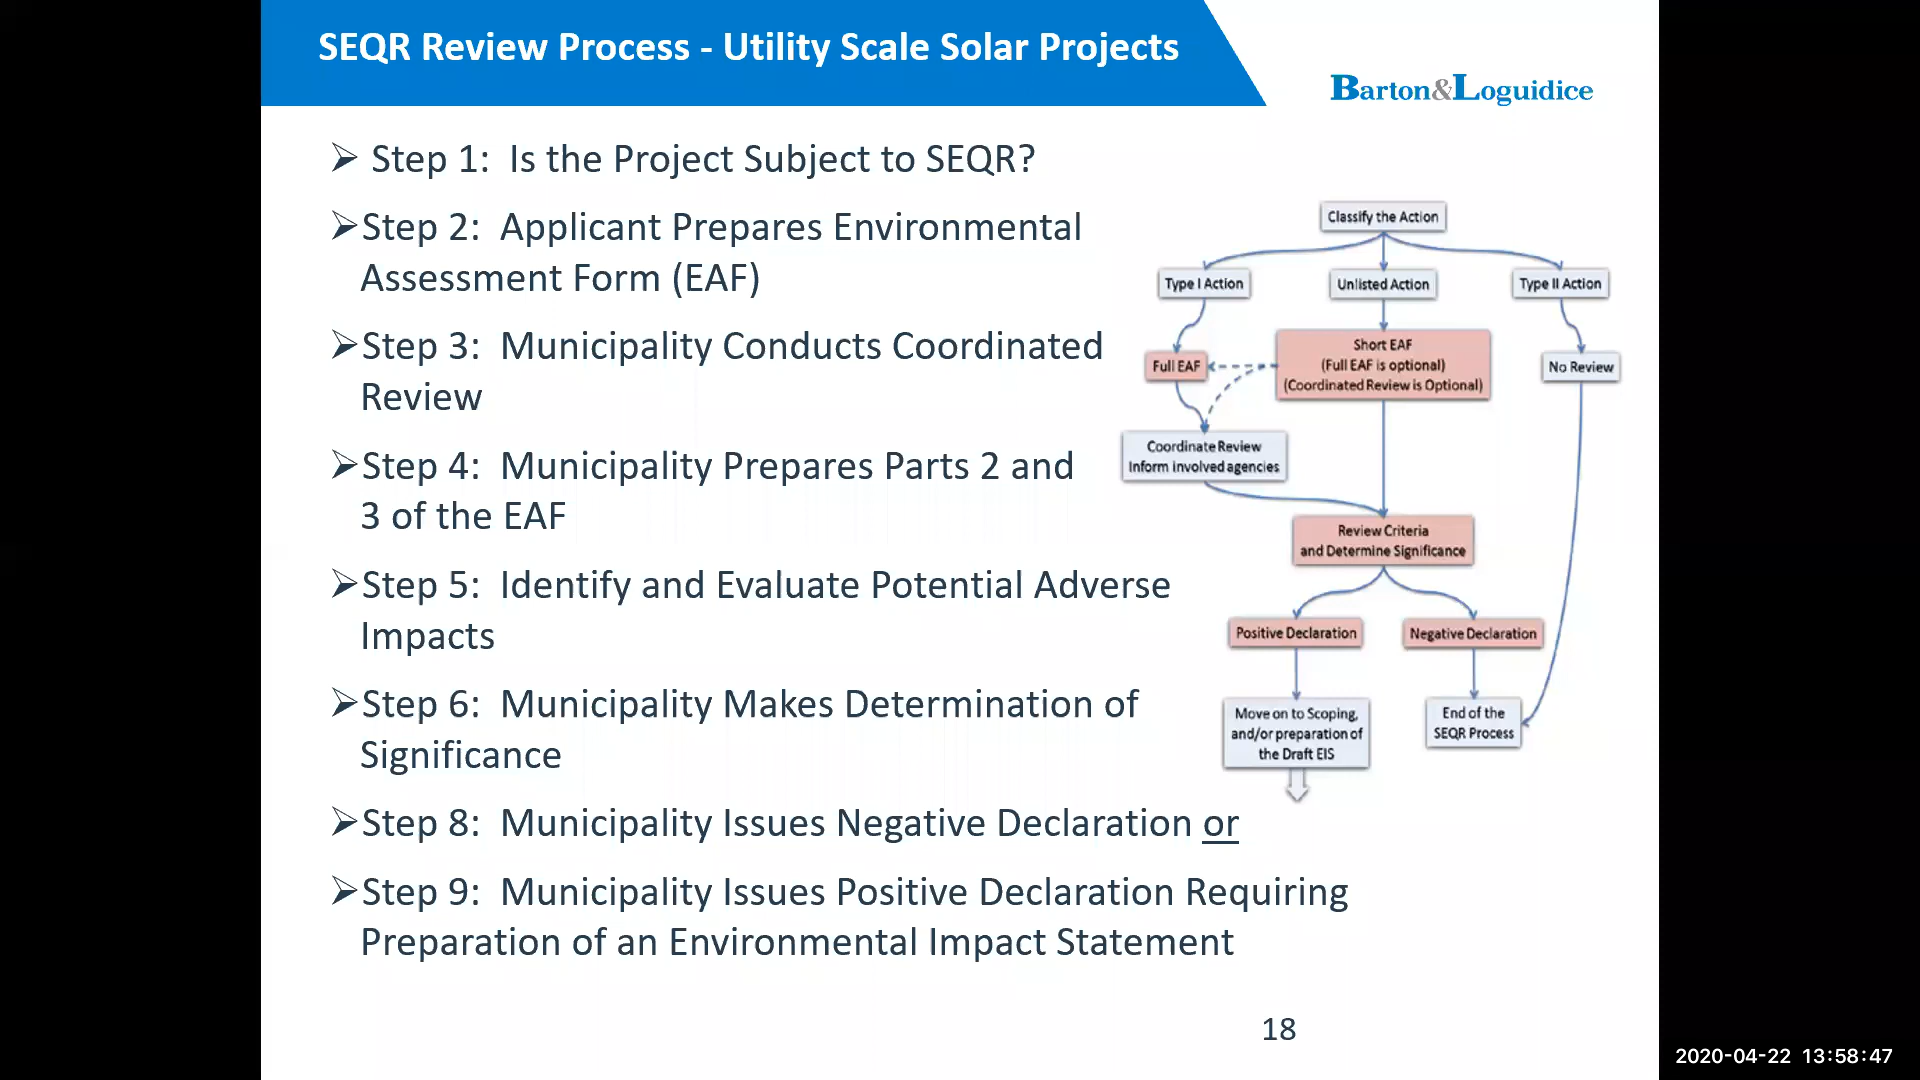 SEQR Review Process - Utility Scale Solar Projects
Barton&Loguidice
Step 1: Is the Project Subject to SEQR?
Step 2: Applicant Prepares Environmental
Assessment Form (EAF)
Step 3: Municipality Conducts Coordinated
Review
Step 4: Municipality Prepares Parts 2 and
3 of the EAF
Step 5: Identify and Evaluate Potential Adverse
Impacts
Step 6: Municipality Makes Determination of
Significance
Step 8: Municipality Issues Negative Declaration or
Step 9: Municipality Issues Positive Declaration Requiring
Preparation of an Environmental Impact Statement
Classify the Action
Type I Action
Unlisted Action
Type II Action
Full EAF
Short EAF
(Full EAF is optional)
(Coordinated Review is Optional)
No Review
Coordinate Review
Inform involved agencies
Review Criteria
and Determine Significance
Positive Declaration
Negative Declaration
Move on to Scoping,
and/or preparation of
the Draft EIS
End of the
SEQR Process
18
2020-04-22 13:58:47